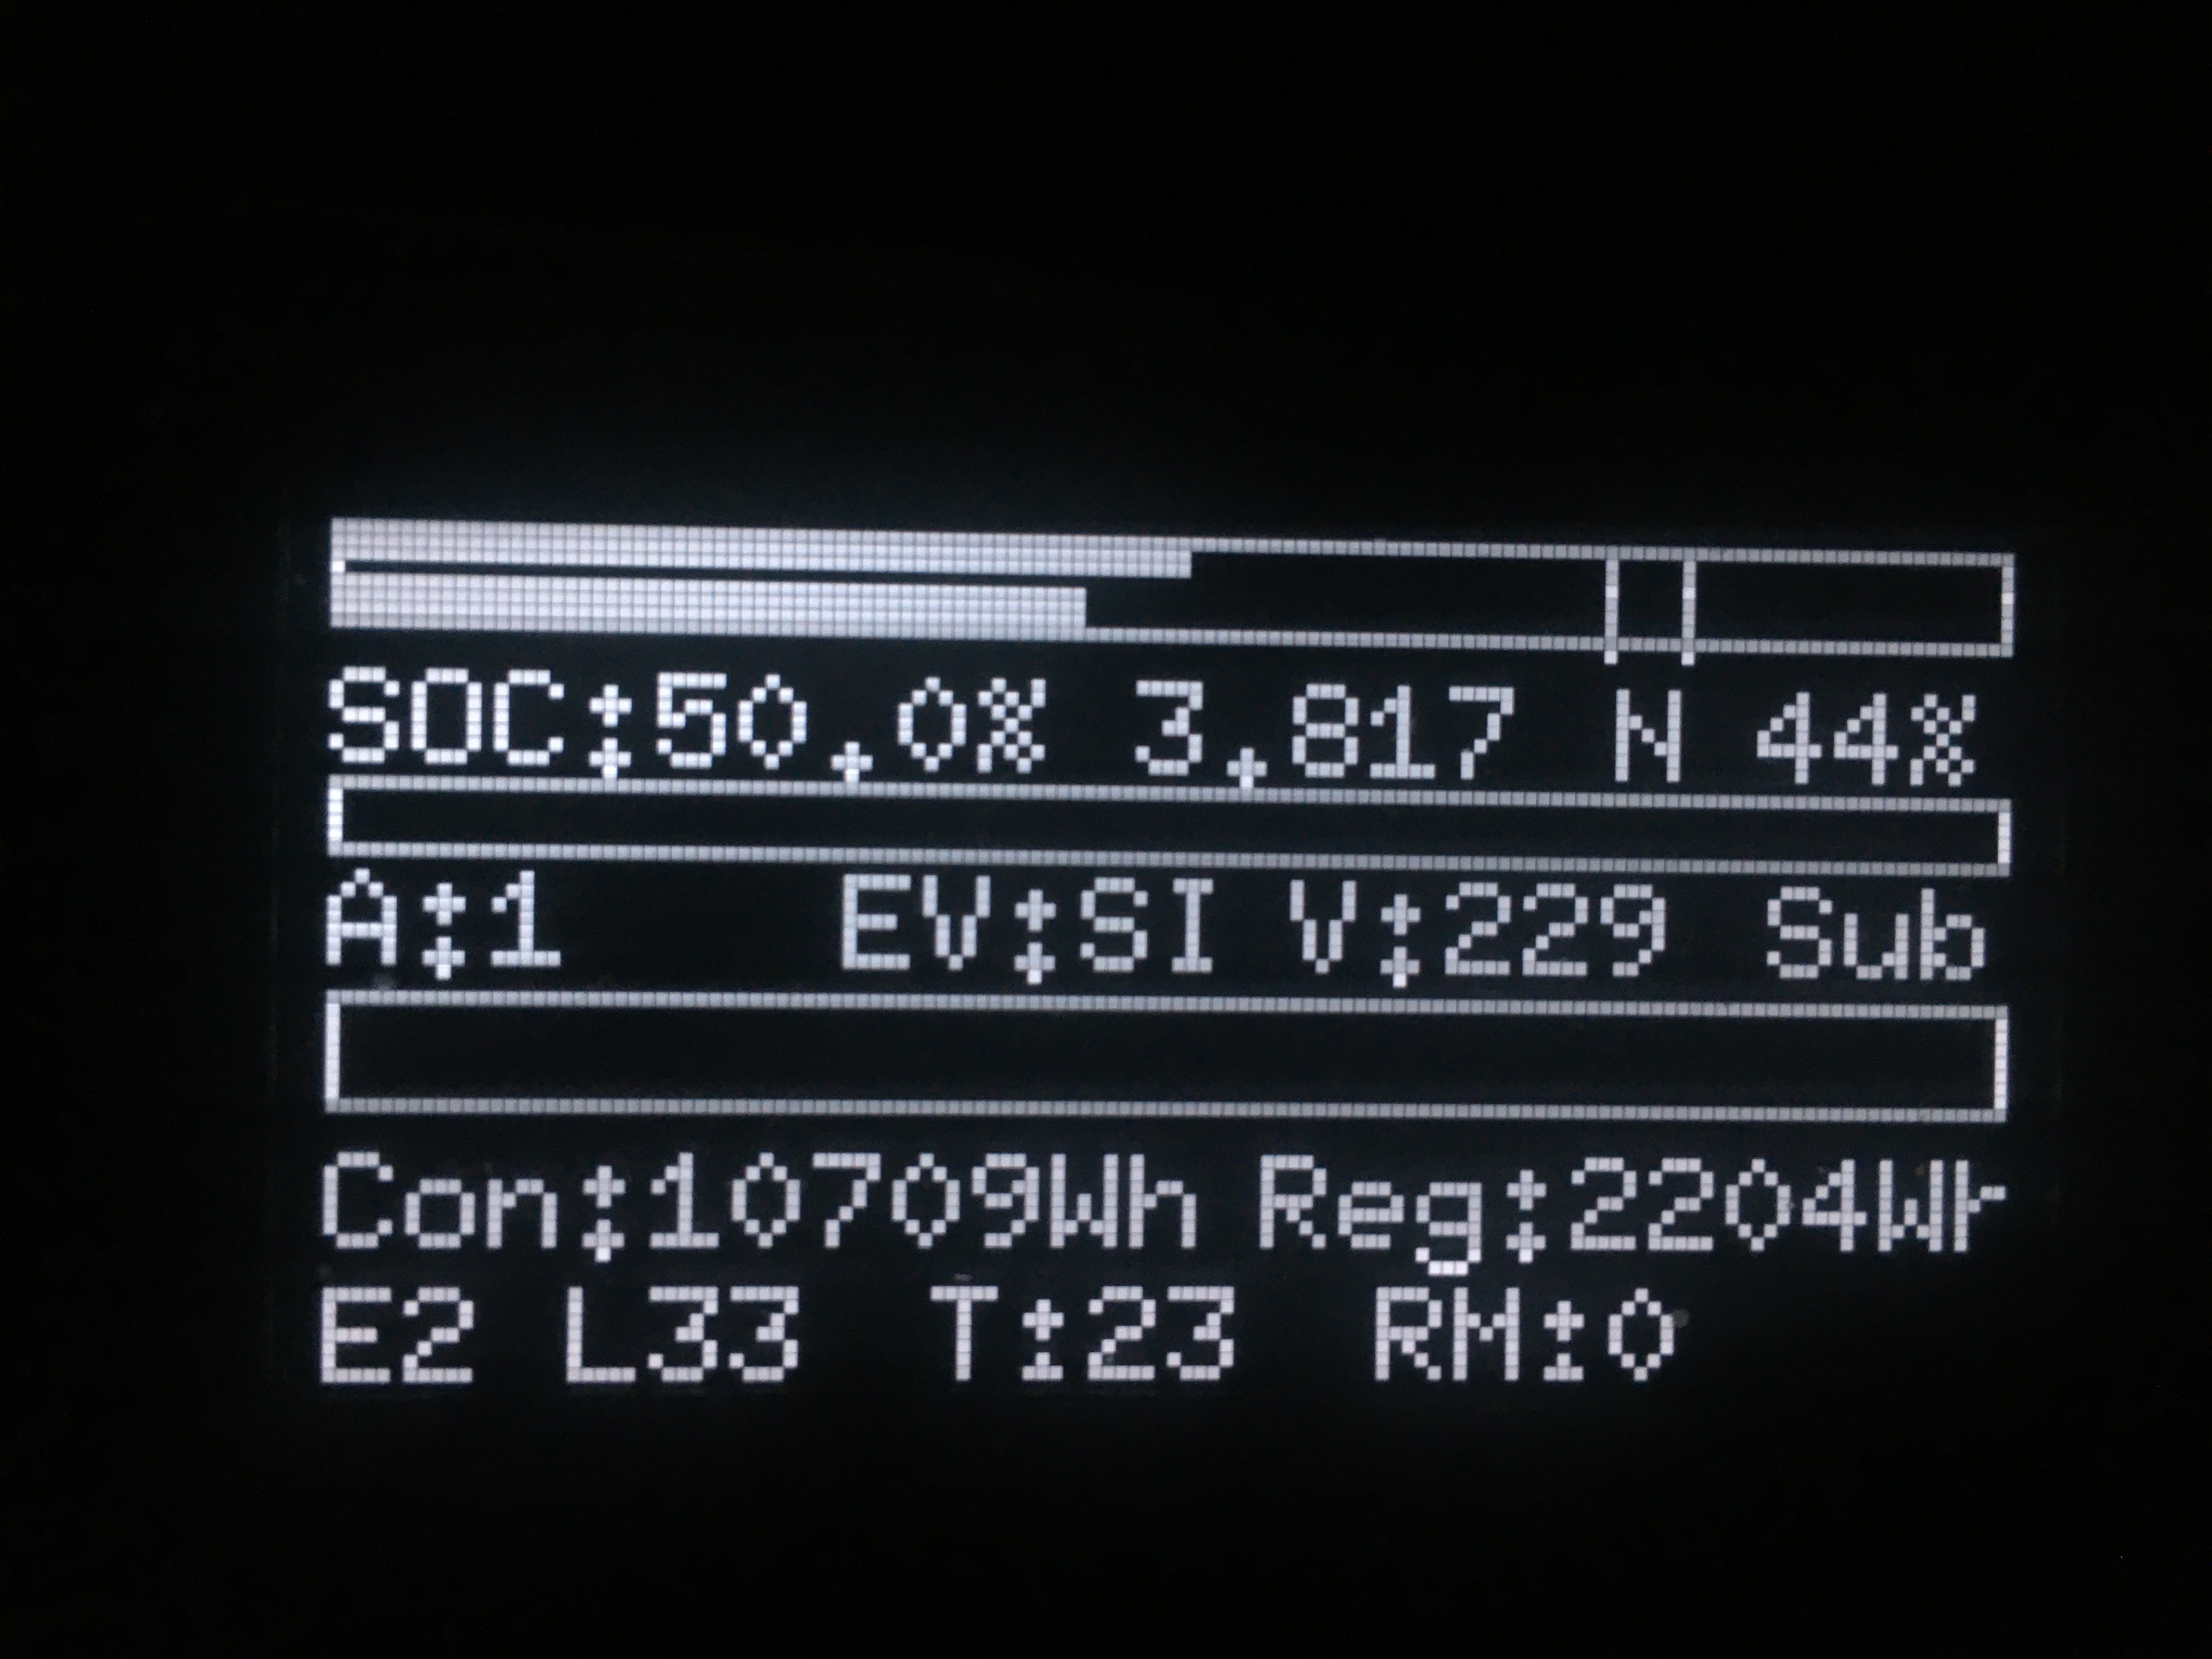 SOC:50.0% 3.817 N 44%
A:1 EV:SI V:229 Sub
Con:10709Wh Reg:2204Wh
E2 L33 T:23 RM:0